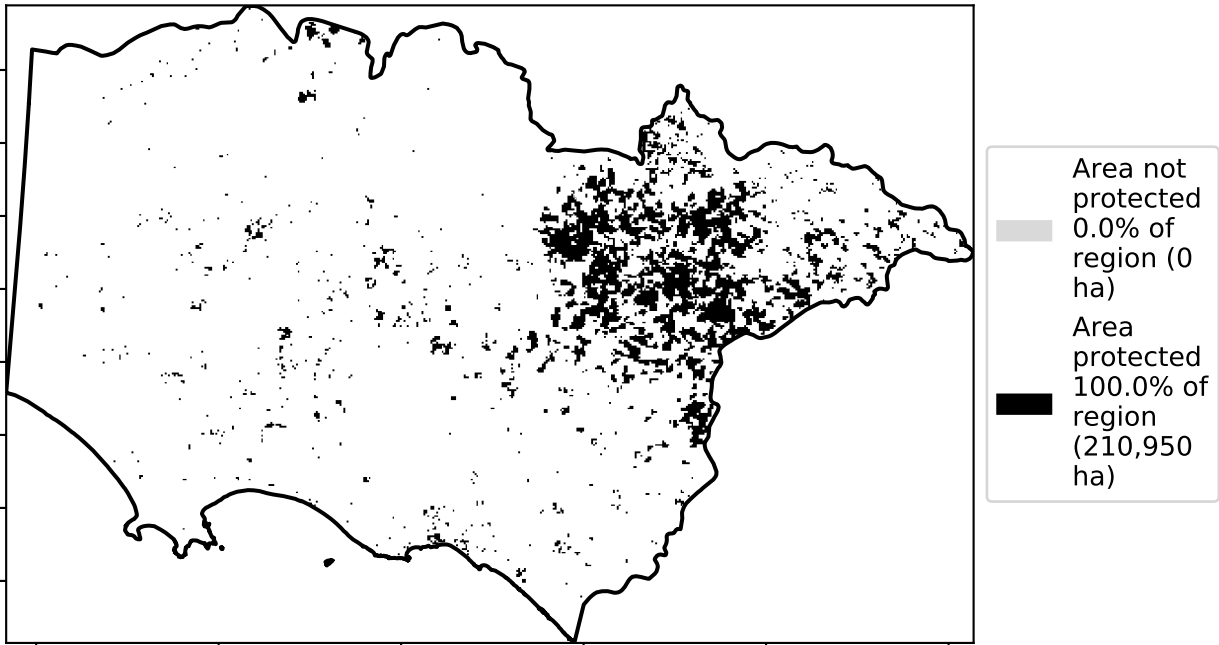 Area not
protected
0.0% of
region (0
ha)
Area
protected
100.0% of
region
(210,950
ha)